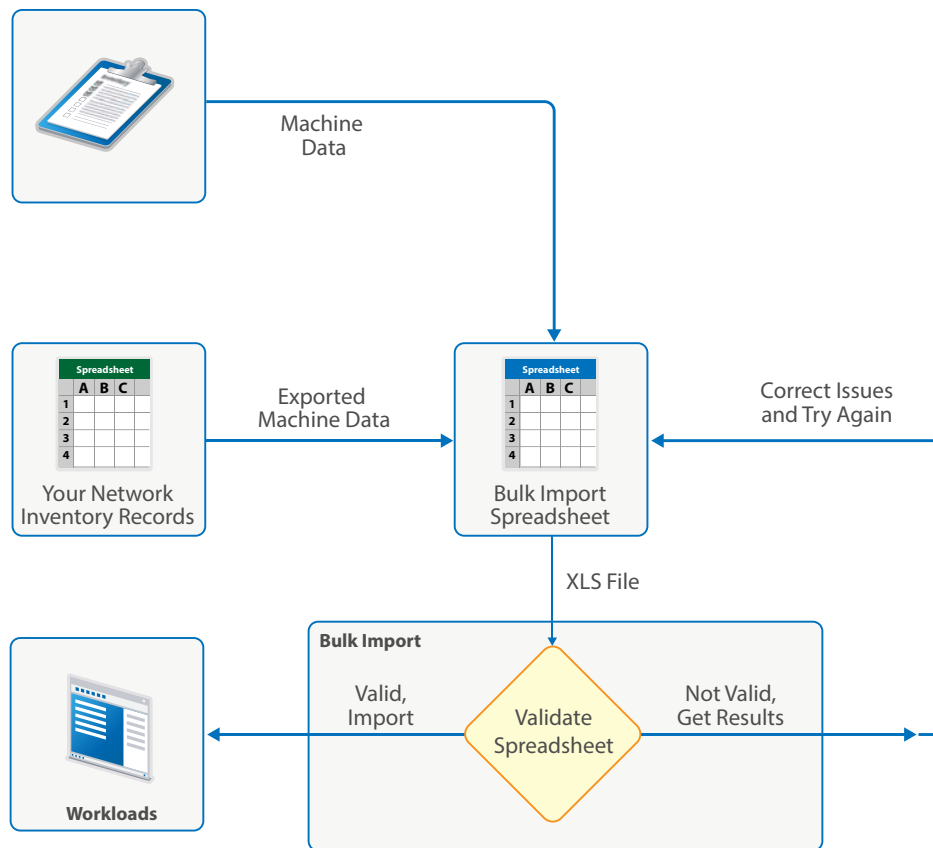 Machine
Data
Spreadsheet
A B C
1
2
3
4
Your Network
Inventory Records
Exported
Machine Data
Spreadsheet
A B C
1
2
3
4
Bulk Import
Spreadsheet
Correct Issues
and Try Again
XLS File
Bulk Import
Valid,
Import
Validate
Spreadsheet
Not Valid,
Get Results
Workloads